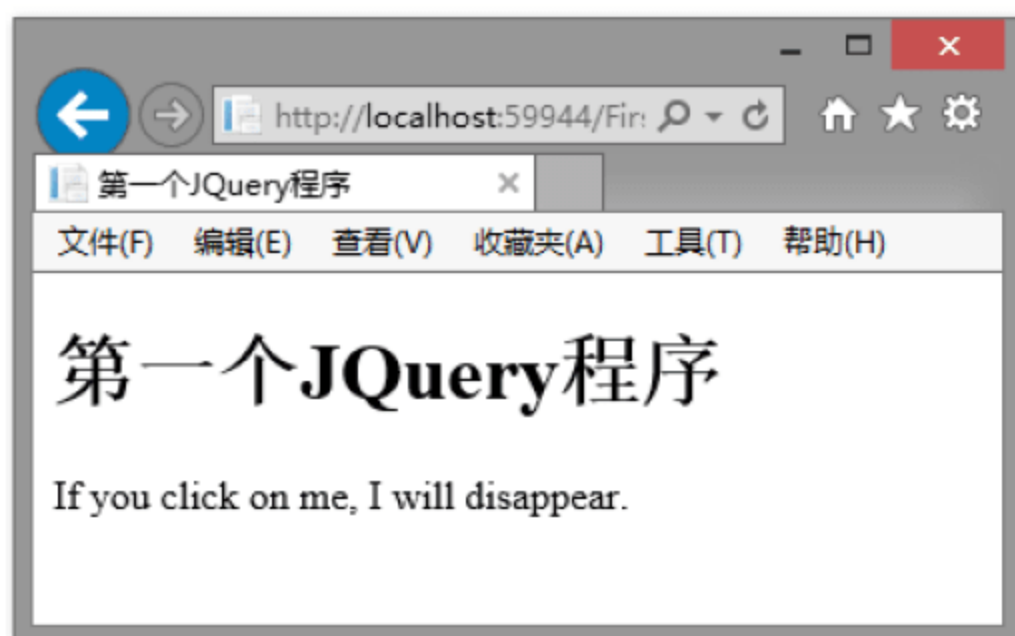 http://localhost:59944/Fir
第一个JQuery程序
文件(F) 编辑(E) 查看(V) 收藏夹(A) 工具(T) 帮助(H)
第一个JQuery程序
If you click on me, I will disappear.